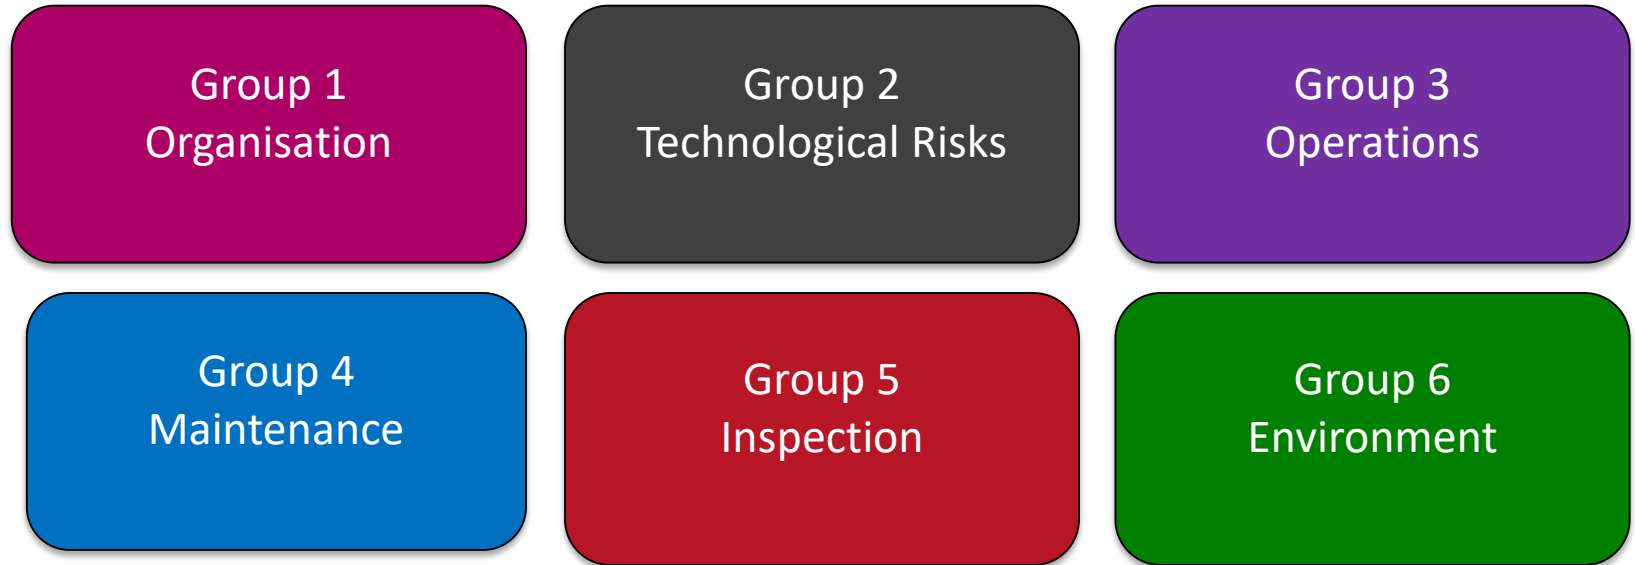 Group 1
Organisation
Group 2
Technological Risks
Group 3
Operations
Group 4
Maintenance
Group 5
Inspection
Group 6
Environment